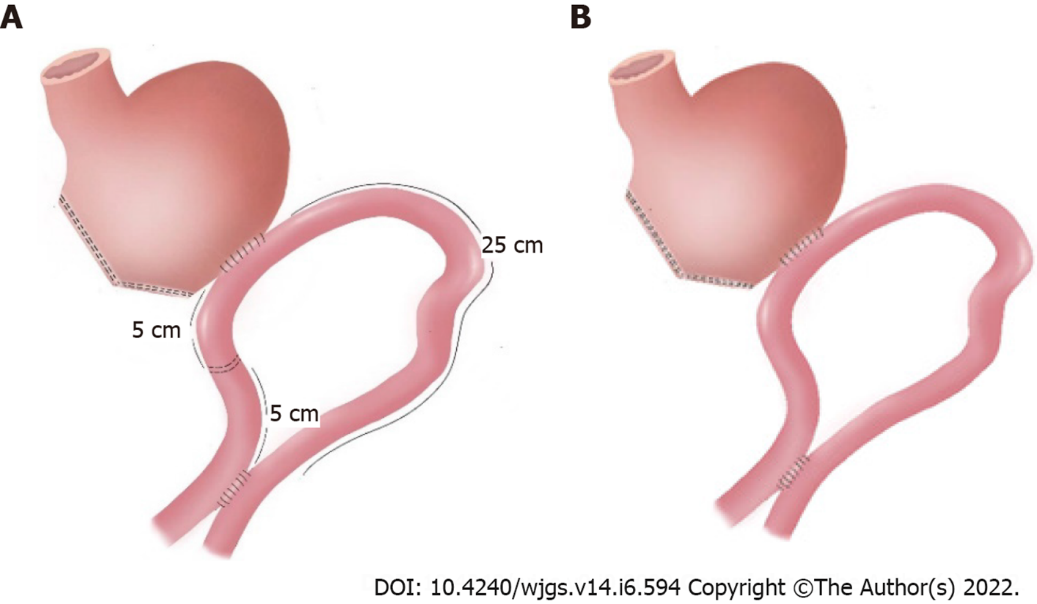 A
B
25 cm
5 cm
5 cm
DOI: 10.4240/wjgs.v14.i6.594 Copyright ©The Author(s) 2022.